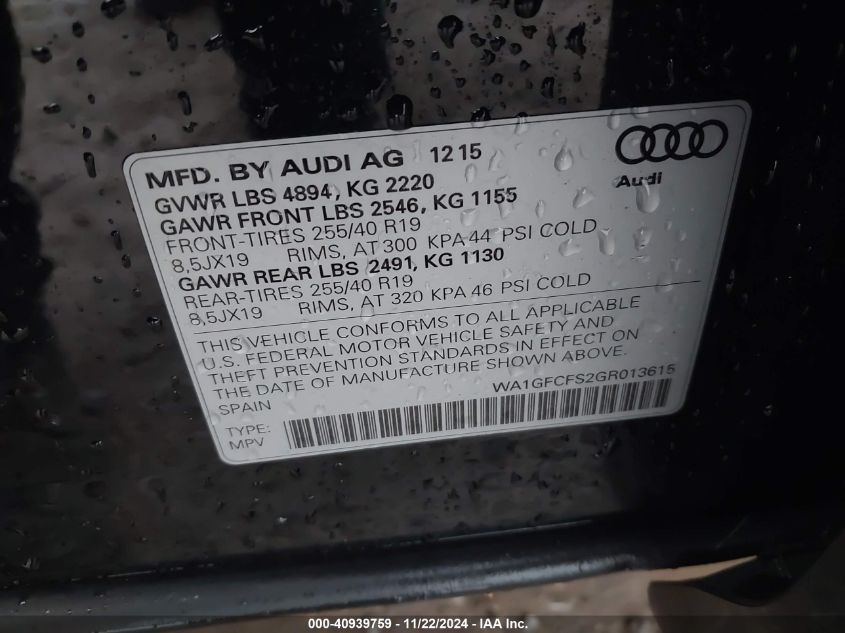 MFD. BY AUDI AG 12 15
GVWR LBS 4894, KG 2220
GAWR FRONT LBS 2546, KG 1155
FRONT-TIRES 255/40 R19
8,5JX19 RIMS, AT 300 KPA 44 PSI COLD
GAWR REAR LBS 2491, KG 1130
REAR-TIRES 255/40 R19
8,5JX19 RIMS, AT 320 KPA 46 PSI COLD
Audi
THIS VEHICLE CONFORMS TO ALL APPLICABLE
U.S. FEDERAL MOTOR VEHICLE SAFETY AND
THEFT PREVENTION STANDARDS IN EFFECT ON
THE DATE OF MANUFACTURE SHOWN ABOVE.
SPAIN
WA1GFCFS2GR013615
TYPE:
MPV
000-40939759 - 11/22/2024 - IAA Inc.